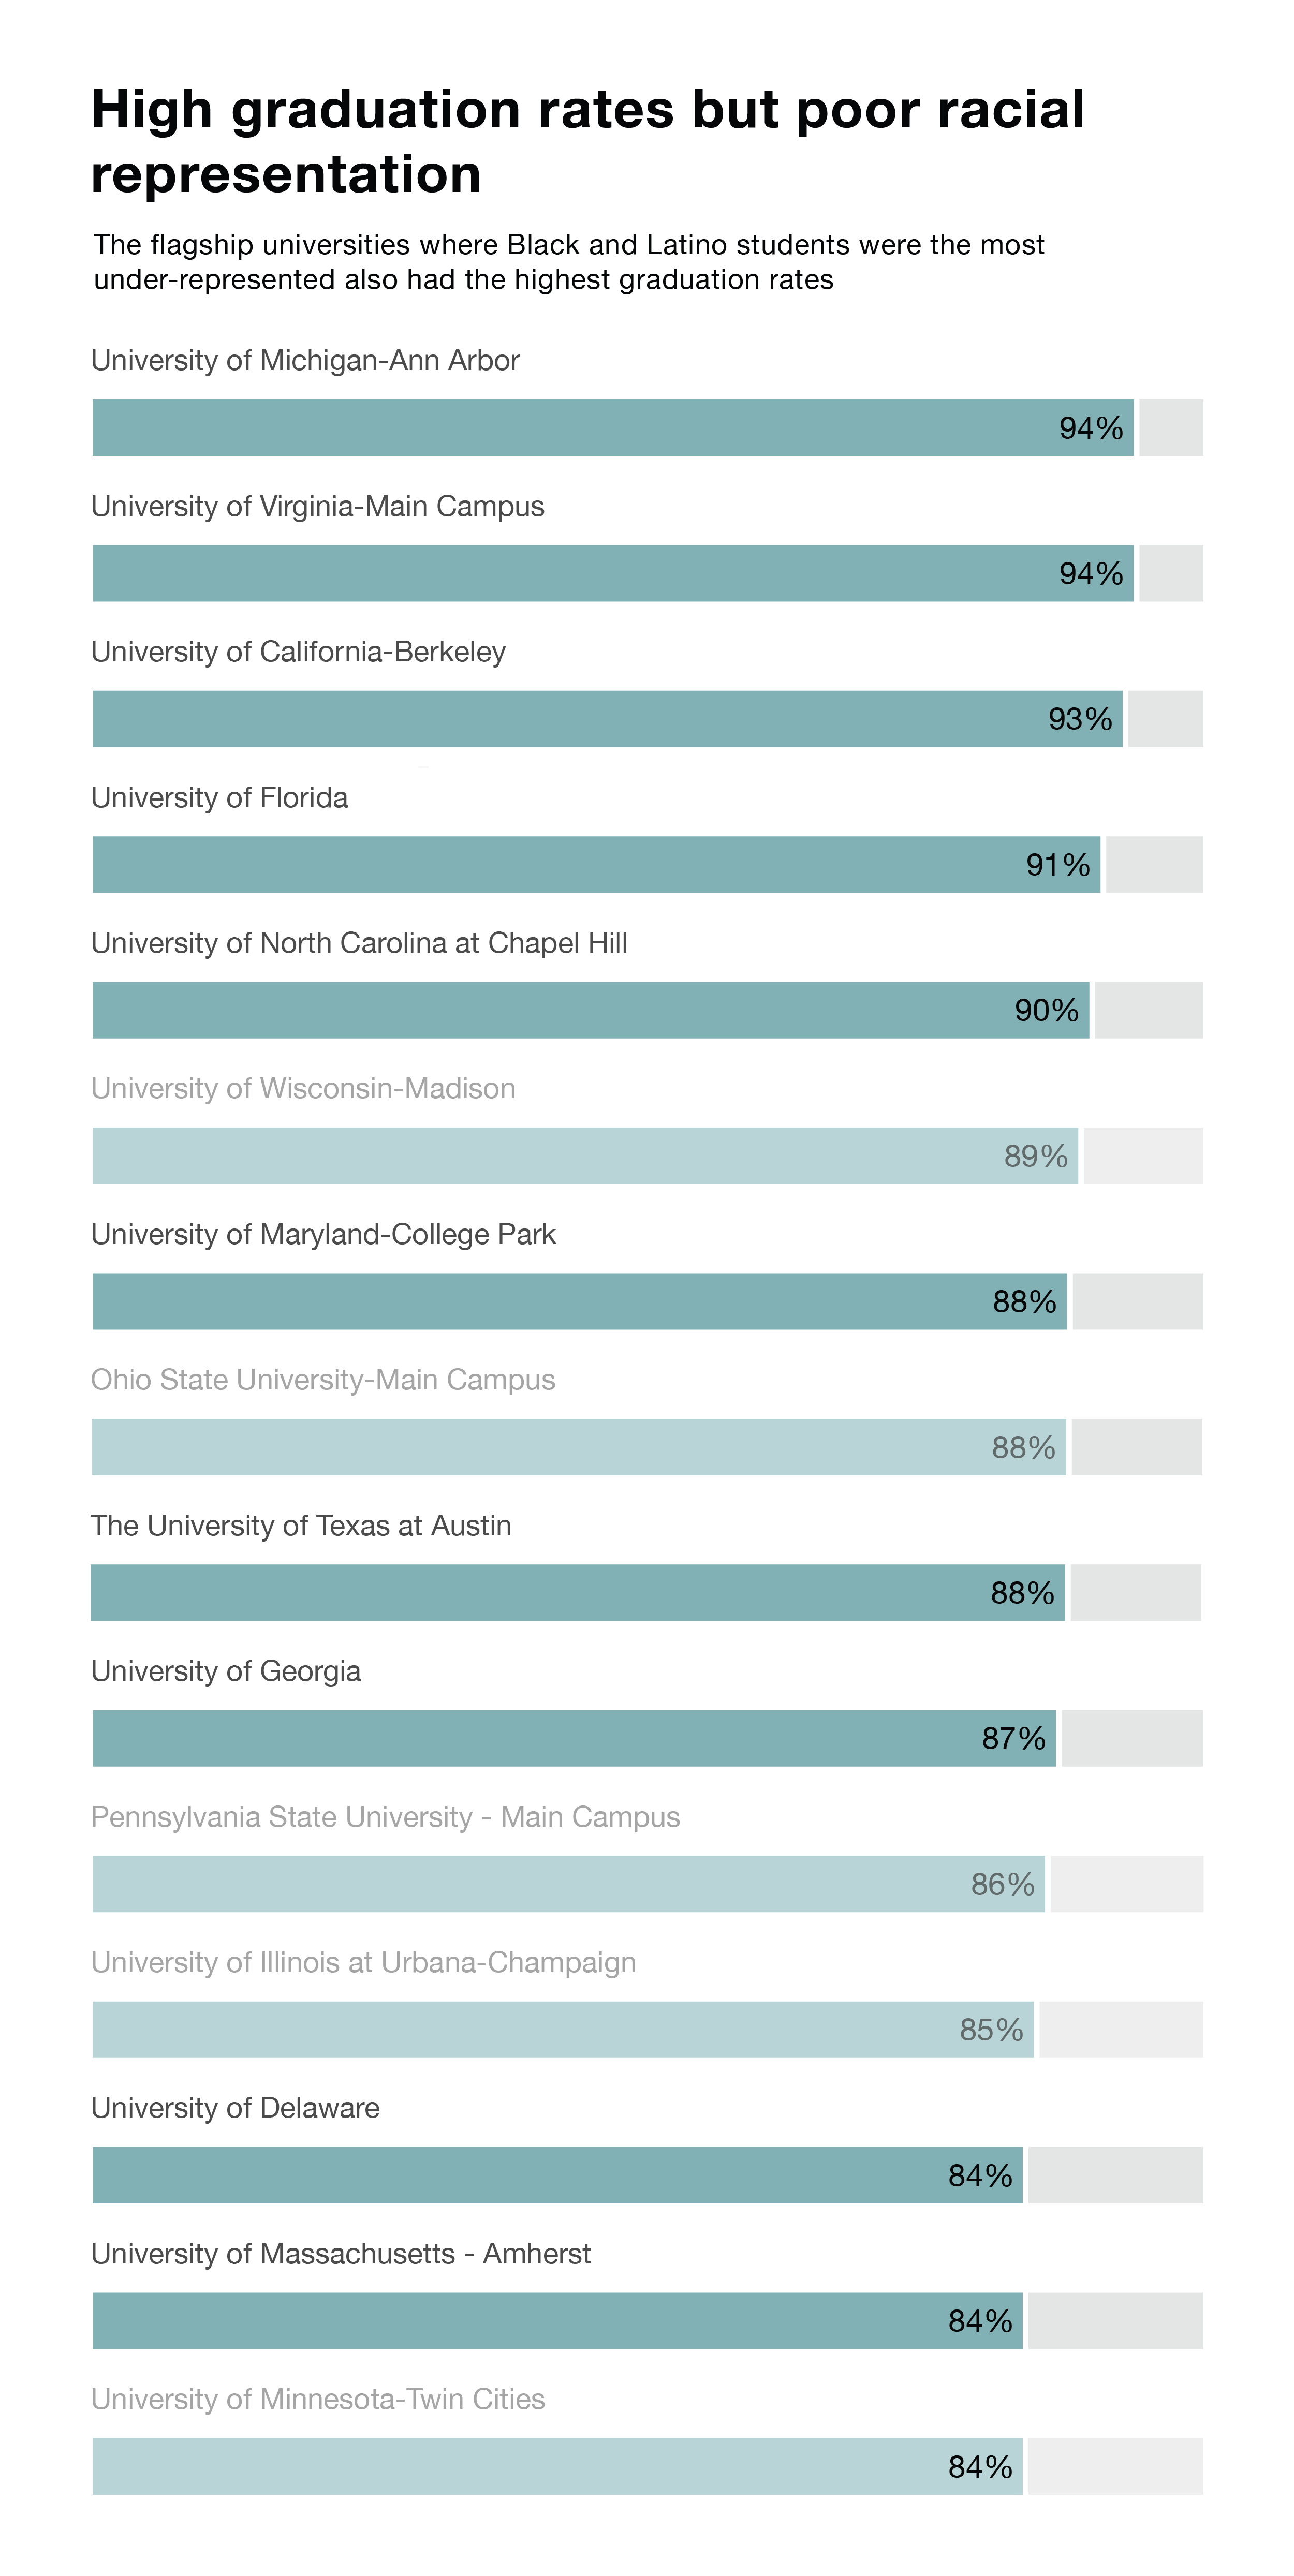 High graduation rates but poor racial
representation
The flagship universities where Black and Latino students were the most
under-represented also had the highest graduation rates
University of Michigan-Ann Arbor
94%
University of Virginia-Main Campus
94%
University of California-Berkeley
93%
University of Florida
91%
University of North Carolina at Chapel Hill
90%
University of Wisconsin-Madison
89%
University of Maryland-College Park
88%
Ohio State University-Main Campus
88%
The University of Texas at Austin
88%
University of Georgia
87%
Pennsylvania State University - Main Campus
86%
University of Illinois at Urbana-Champaign
85%
University of Delaware
84%
University of Massachusetts - Amherst
84%
University of Minnesota-Twin Cities
84%